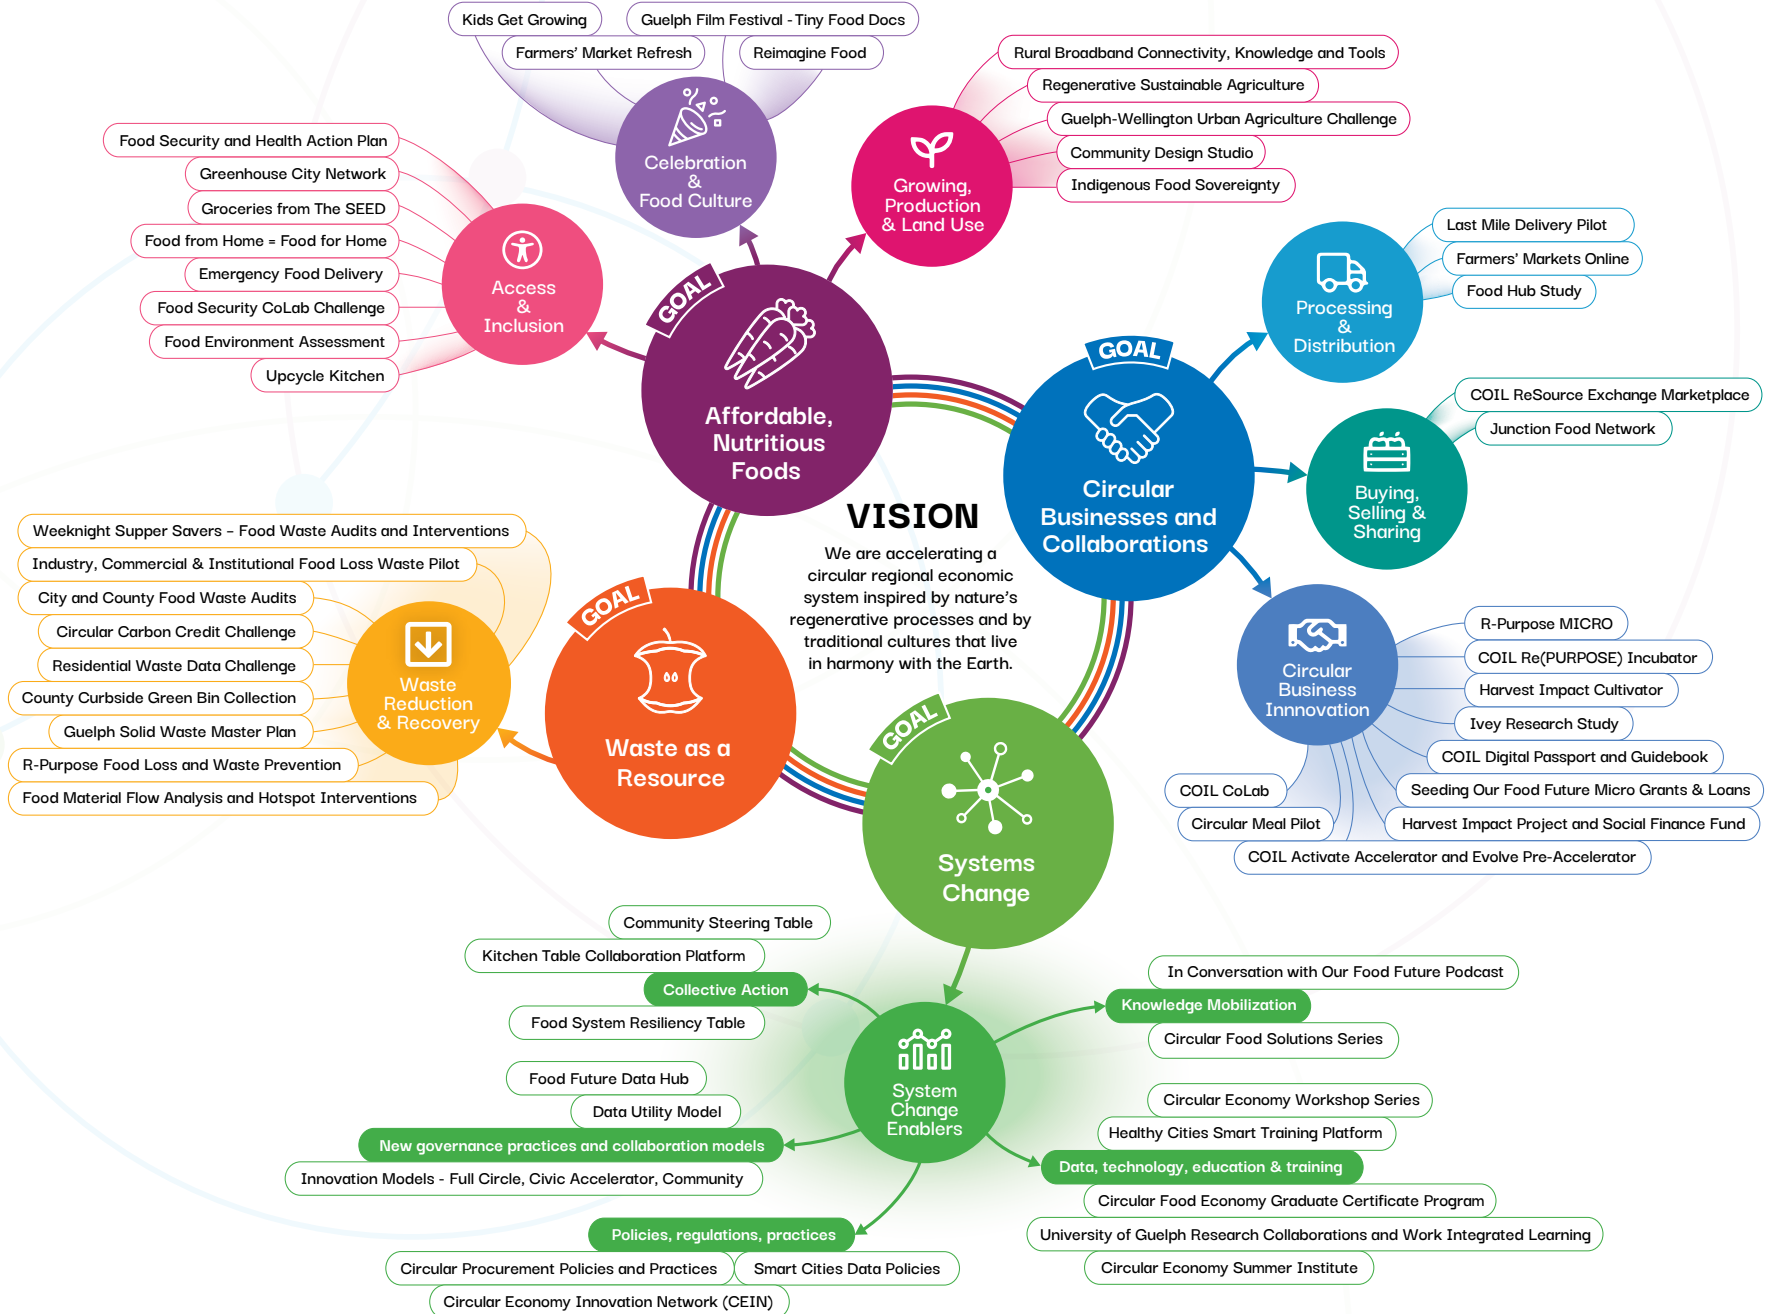 Kids Get Growing
Guelph Film Festival - Tiny Food Docs
Farmers' Market Refresh
Reimagine Food
Celebration
&
Food Culture
Rural Broadband Connectivity, Knowledge and Tools
Regenerative Sustainable Agriculture
Guelph-Wellington Urban Agriculture Challenge
Community Design Studio
Indigenous Food Sovereignty
Growing,
Production
& Land Use
Food Security and Health Action Plan
Greenhouse City Network
Groceries from The SEED
Food from Home = Food for Home
Emergency Food Delivery
Food Security CoLab Challenge
Food Environment Assessment
Upcycle Kitchen
Access
&
Inclusion
GOAL
Affordable,
Nutritious
Foods
GOAL
Circular
Businesses and
Collaborations
Processing
&
Distribution
Last Mile Delivery Pilot
Farmers' Markets Online
Food Hub Study
Buying,
Selling &
Sharing
COIL ReSource Exchange Marketplace
Junction Food Network
VISION
We are accelerating a
circular regional economic
system inspired by nature's
regenerative processes and by
traditional cultures that live
in harmony with the Earth.
Weeknight Supper Savers – Food Waste Audits and Interventions
Industry, Commercial & Institutional Food Loss Waste Pilot
City and County Food Waste Audits
Circular Carbon Credit Challenge
Residential Waste Data Challenge
County Curbside Green Bin Collection
Guelph Solid Waste Master Plan
R-Purpose Food Loss and Waste Prevention
Food Material Flow Analysis and Hotspot Interventions
Waste
Reduction
& Recovery
GOAL
Waste as a
Resource
Circular
Business
Innnovation
R-Purpose MICRO
COIL Re(PURPOSE) Incubator
Harvest Impact Cultivator
Ivey Research Study
COIL Digital Passport and Guidebook
Seeding Our Food Future Micro Grants & Loans
Harvest Impact Project and Social Finance Fund
COIL CoLab
Circular Meal Pilot
COIL Activate Accelerator and Evolve Pre-Accelerator
GOAL
Systems
Change
System
Change
Enablers
Community Steering Table
Kitchen Table Collaboration Platform
Collective Action
Food System Resiliency Table
Food Future Data Hub
Data Utility Model
New governance practices and collaboration models
Innovation Models - Full Circle, Civic Accelerator, Community
Policies, regulations, practices
Circular Procurement Policies and Practices
Smart Cities Data Policies
Circular Economy Innovation Network (CEIN)
In Conversation with Our Food Future Podcast
Knowledge Mobilization
Circular Food Solutions Series
Circular Economy Workshop Series
Healthy Cities Smart Training Platform
Data, technology, education & training
Circular Food Economy Graduate Certificate Program
University of Guelph Research Collaborations and Work Integrated Learning
Circular Economy Summer Institute